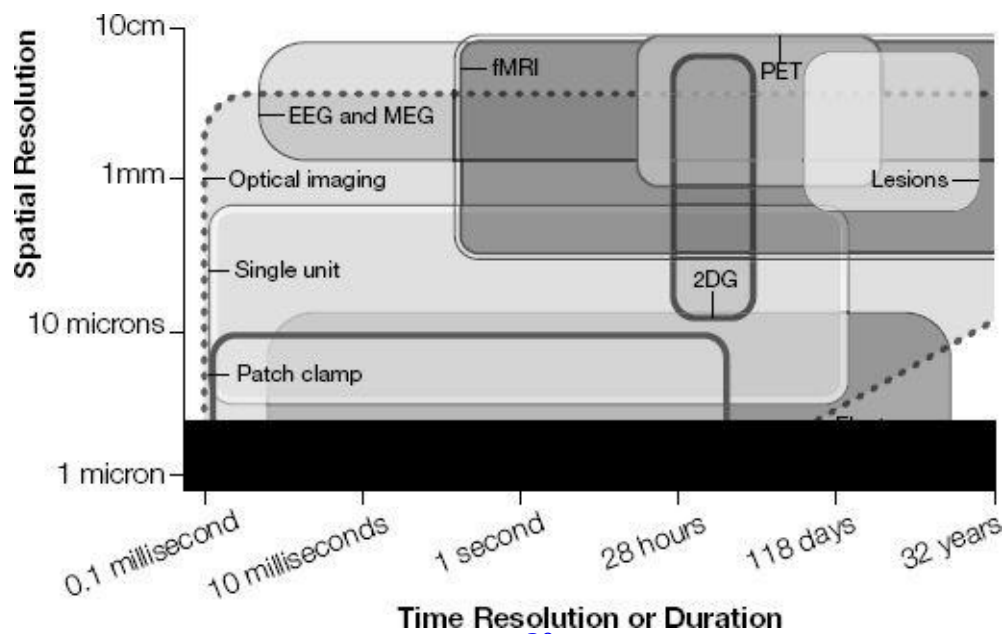 10cm
fMRI
PET
EEG and MEG
1mm
Optical imaging
Lesions
Single unit
2DG
10 microns
Patch clamp
1 micron
0.1 millisecond
10 milliseconds
1 second
28 hours
118 days
32 years
Spatial Resolution
Time Resolution or Duration